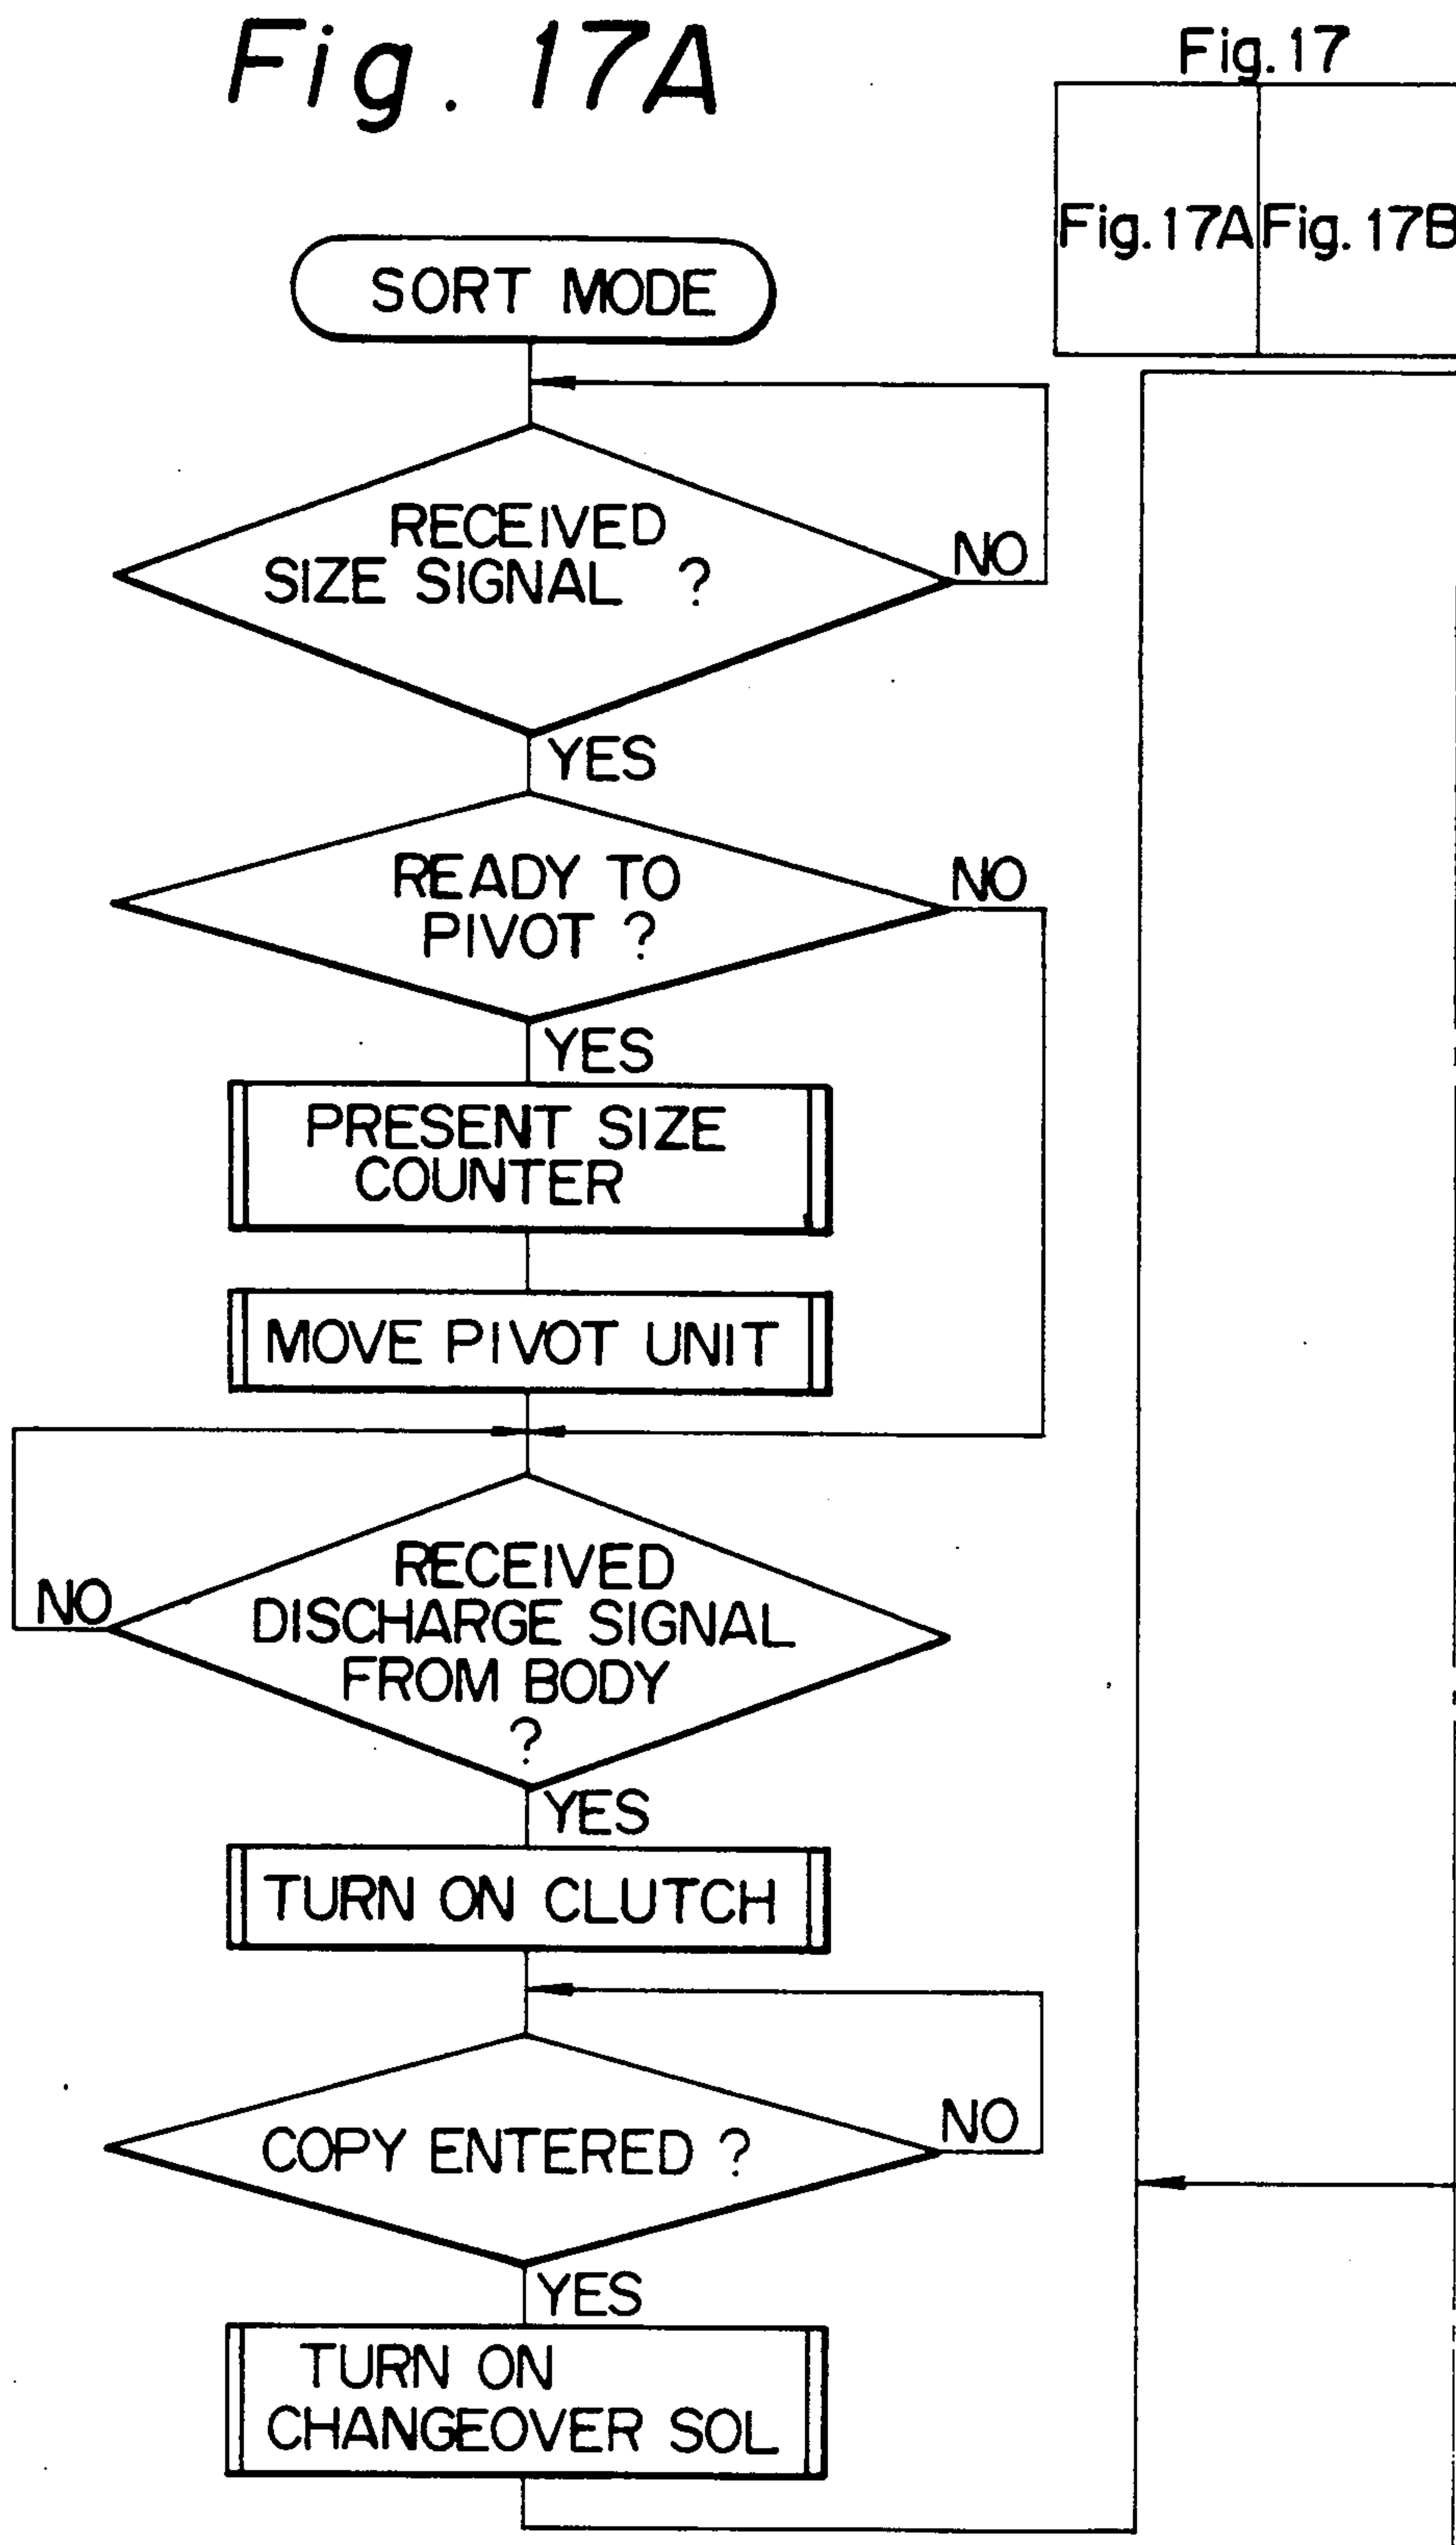 Fig. 17A
Fig. 17
Fig. 17A Fig. 17B
SORT MODE
RECEIVED
SIZE SIGNAL ?
NO
YES
READY TO
PIVOT ?
NO
YES
PRESENT SIZE
COUNTER
MOVE PIVOT UNIT
RECEIVED
DISCHARGE SIGNAL
FROM BODY
?
NO
YES
TURN ON CLUTCH
COPY ENTERED ?
NO
YES
TURN ON
CHANGEOVER SOL